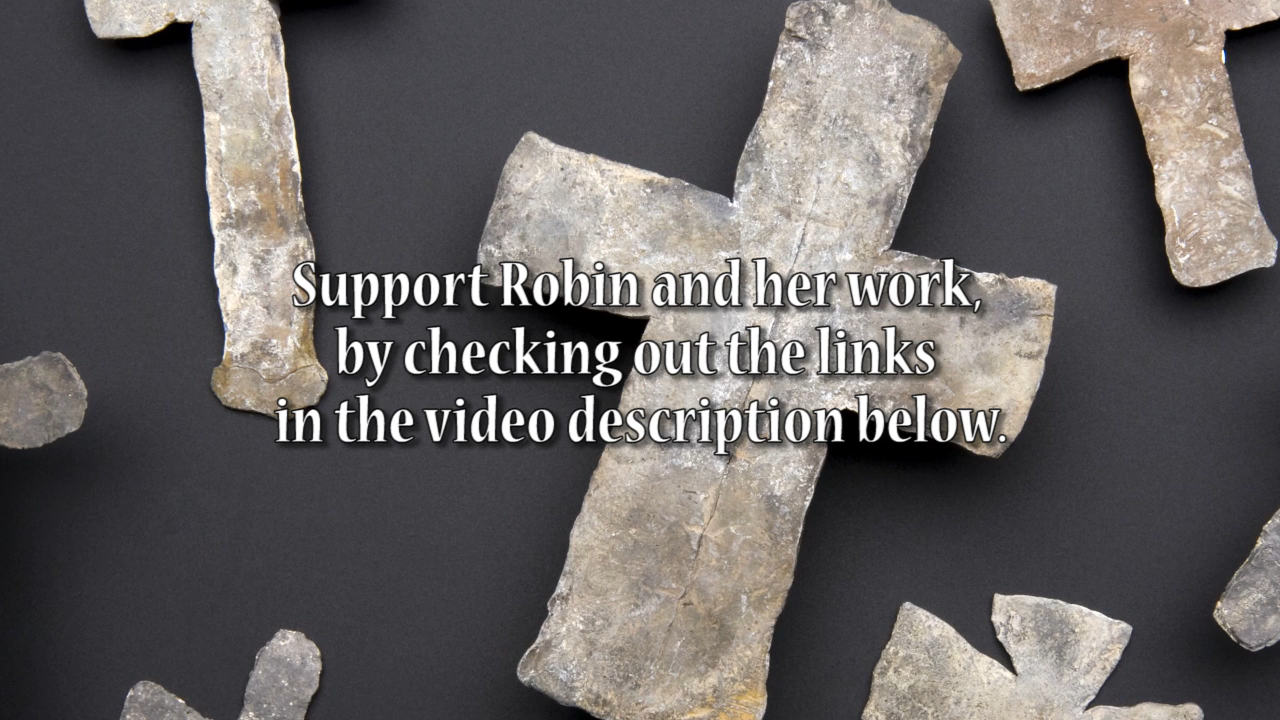 Support Robin and her work,
by checking out the links
in the video description below.